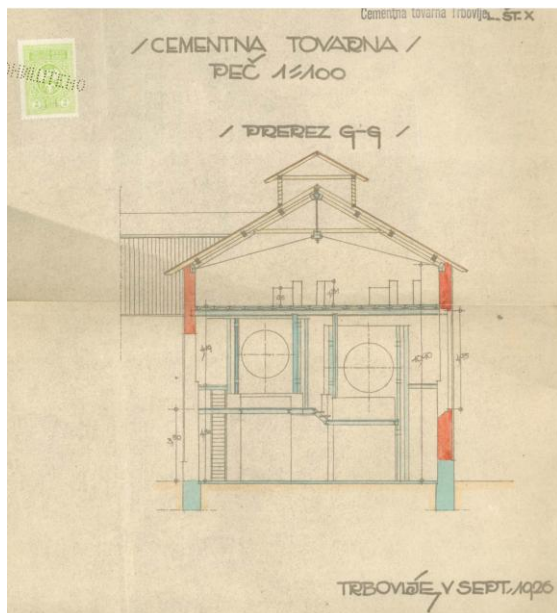 Cementna tovarna Trbovlje L. ŠT. X
/ CEMENTNA TOVARNA /
PEČ 1=100
/ PREREZ G-G /
TRBOVLJE, V SEPT. 1926